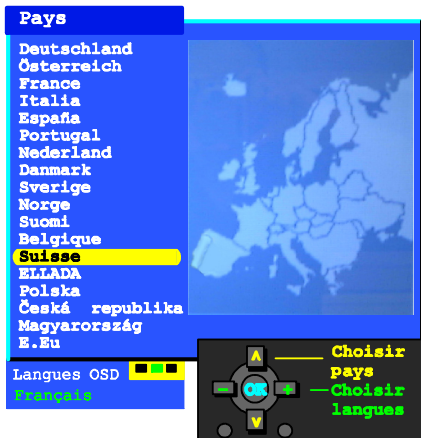 Pays
Deutschland
Österreich
France
Italia
España
Portugal
Nederland
Danmark
Sverige
Norge
Suomi
Belgique
Suisse
ELLADA
Polska
Česká republika
Magyarország
E.Eu
Langues OSD
Français
Λ
Choisir
pays
-
OK
+
Choisir
langues
V